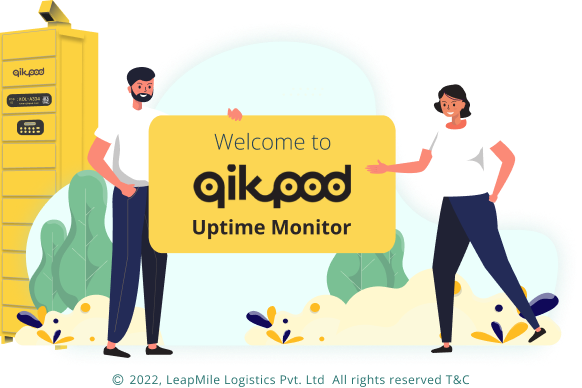 qikpod
Welcome to
qikpod
Uptime Monitor
© 2022, LeapMile Logistics Pvt. Ltd All rights reserved T&C